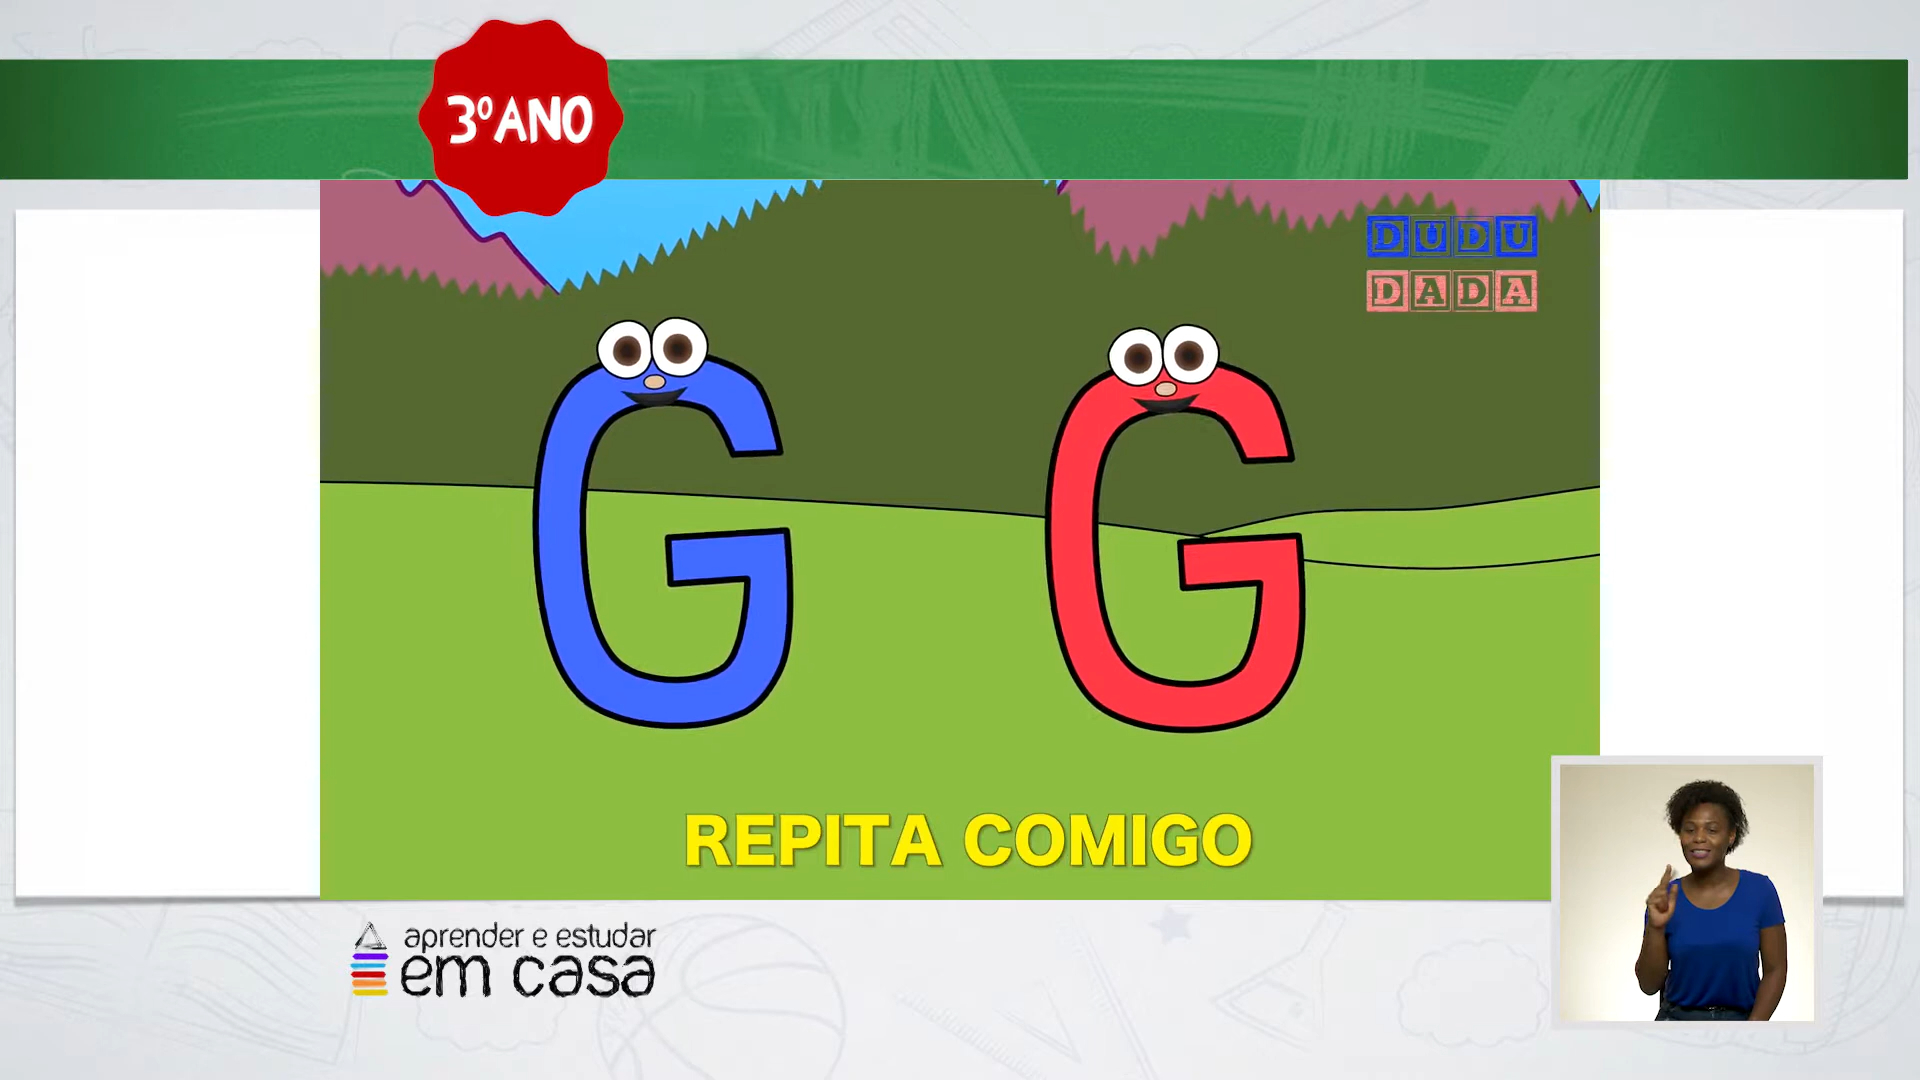 3º ANO
DUDU
DADA
G G
REPITA COMIGO
aprender e estudar
em casa